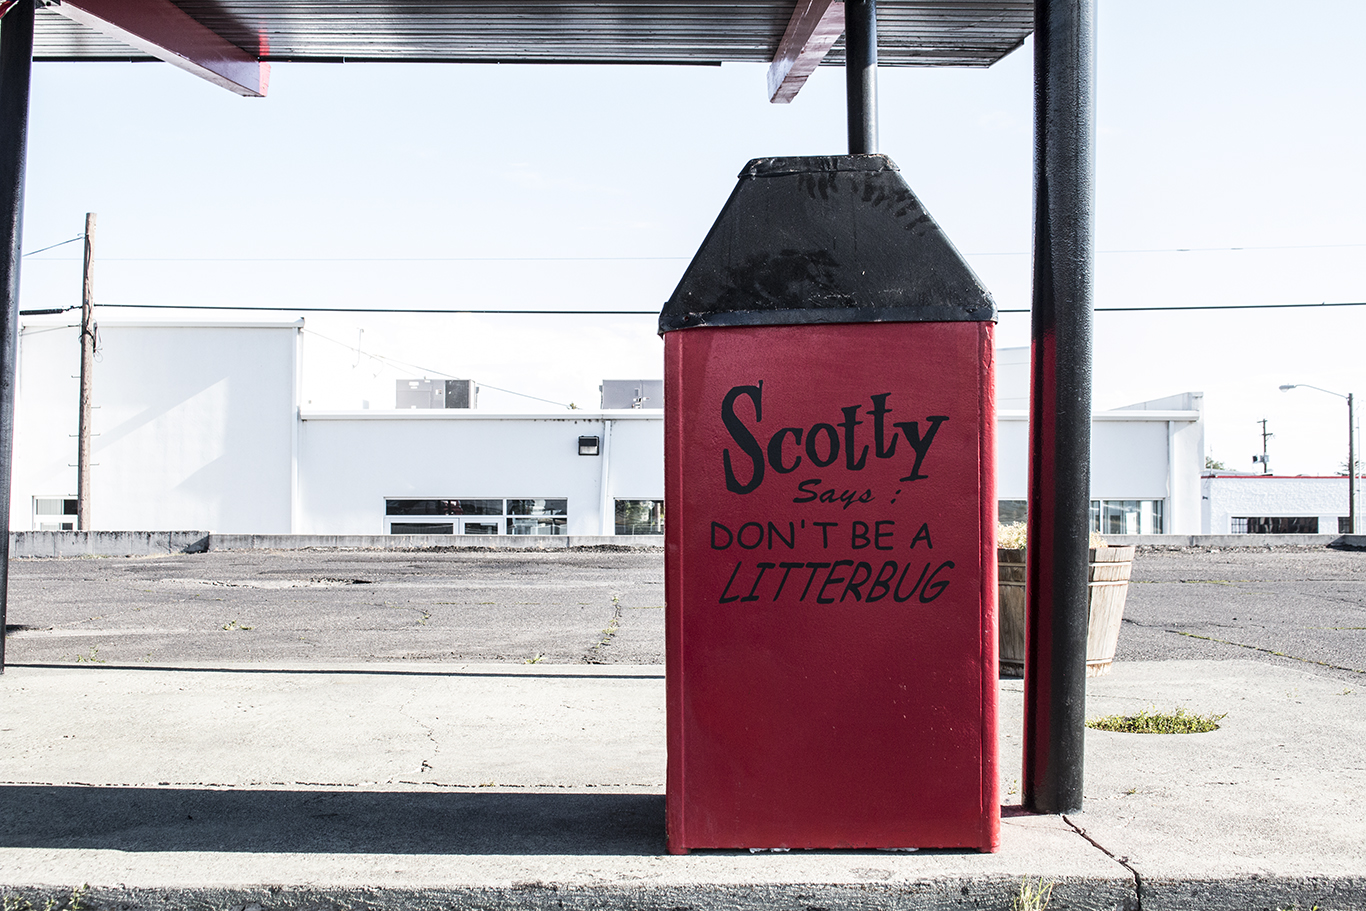 Scotty
Says :
DON'T BE A
LITTERBUG